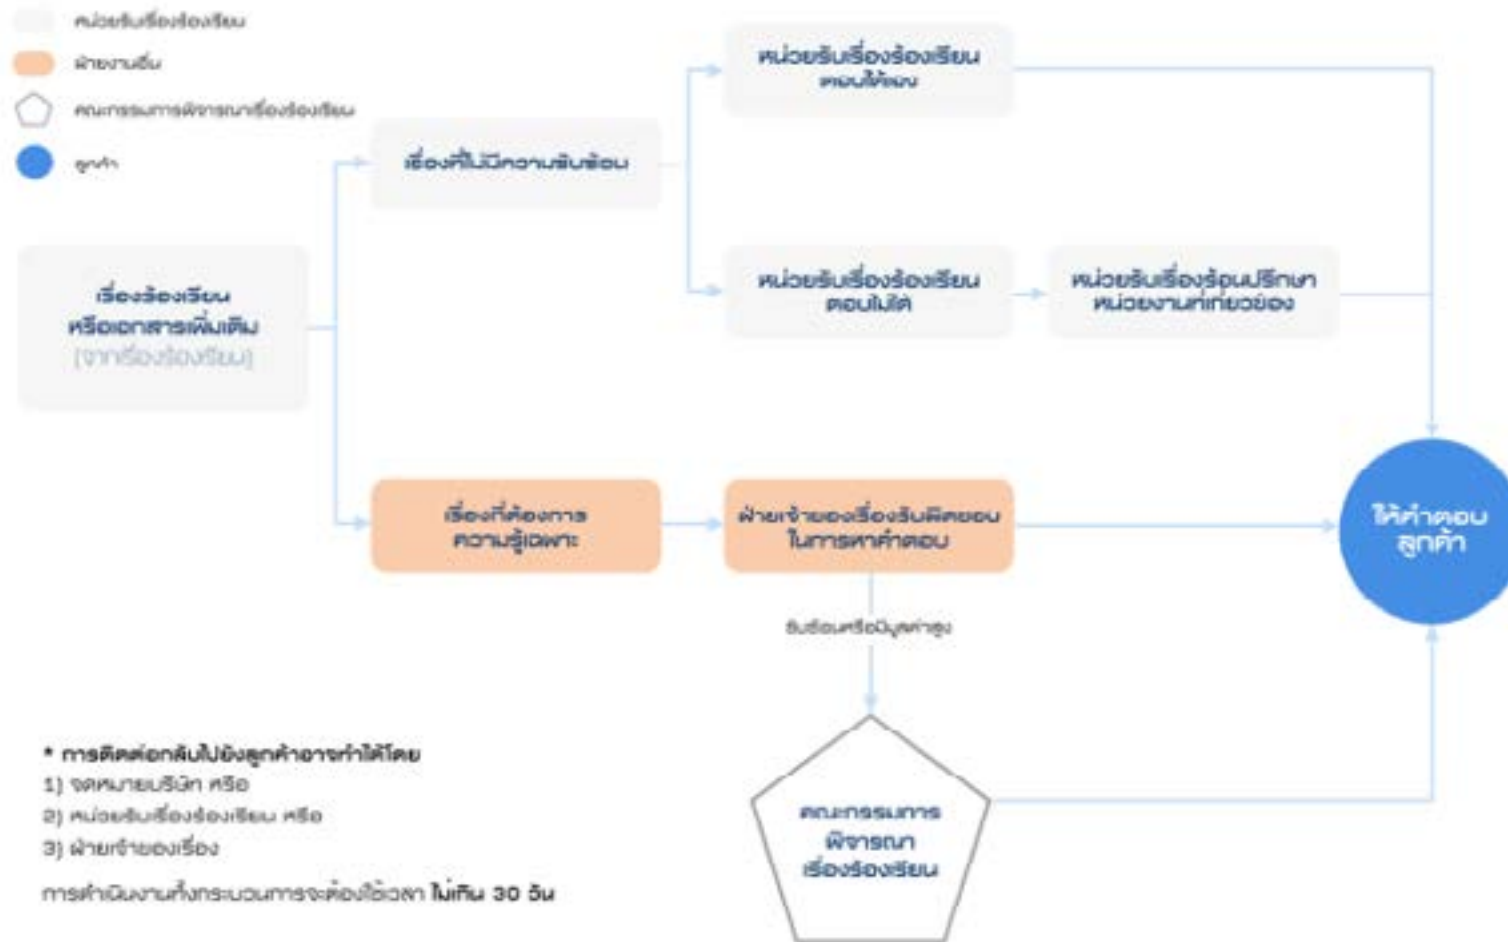 หน่วยรับเรื่องร้องเรียน
ฝ่ายงานอื่น
คณะกรรมการพิจารณาเรื่องร้องเรียน
ลูกค้า
หน่วยรับเรื่องร้องเรียน
ตอบได้เอง
เรื่องที่ไม่มีความซับซ้อน
เรื่องร้องเรียน
หรือเอกสารเพิ่มเติม
(จากเรื่องร้องเรียน)
หน่วยรับเรื่องร้องเรียน
ตอบไม่ได้
หน่วยรับเรื่องร้อนปรึกษา
หน่วยงานที่เกี่ยวข้อง
เรื่องที่ต้องการ
ความรู้เฉพาะ
ฝ่ายเจ้าของเรื่องรับผิดชอบ
ในการหาคำตอบ
ให้คำตอบ
ลูกค้า
ซับซ้อนหรือมีมูลค่าสูง
คณะกรรมการ
พิจารณา
เรื่องร้องเรียน
* การติดต่อกลับไปยังลูกค้าอาจทำได้โดย
1) จดหมายบริษัท หรือ
2) หน่วยรับเรื่องร้องเรียน หรือ
3) ฝ่ายเจ้าของเรื่อง
การดำเนินงานทั้งกระบวนการจะต้องใช้เวลา ไม่เกิน 30 วัน